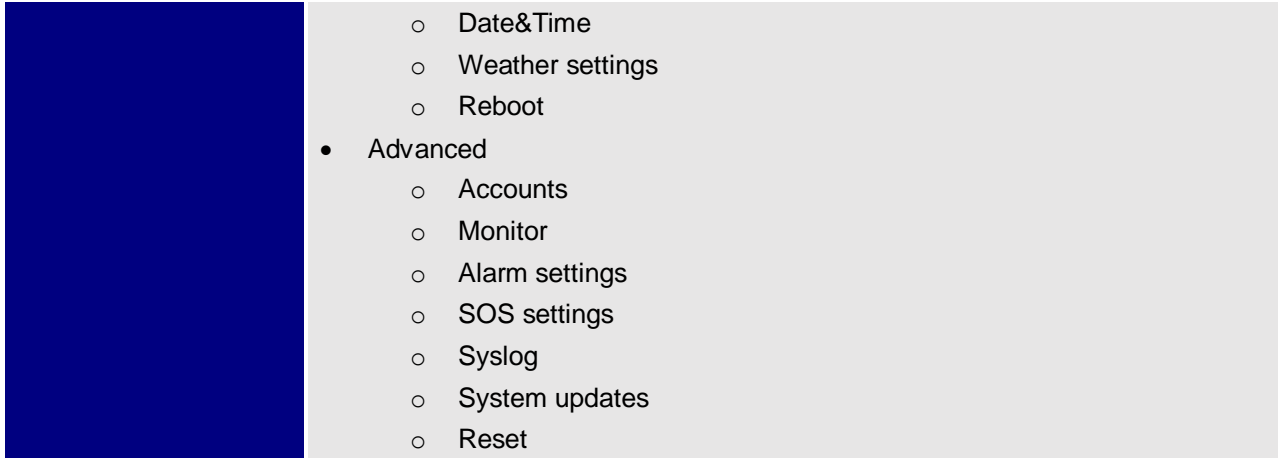 o Date&Time
o Weather settings
o Reboot
• Advanced
o Accounts
o Monitor
o Alarm settings
o SOS settings
o Syslog
o System updates
o Reset